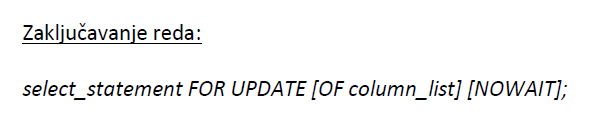 Zaključavanje reda:
select_statement FOR UPDATE [OF column_list] [NOWAIT];